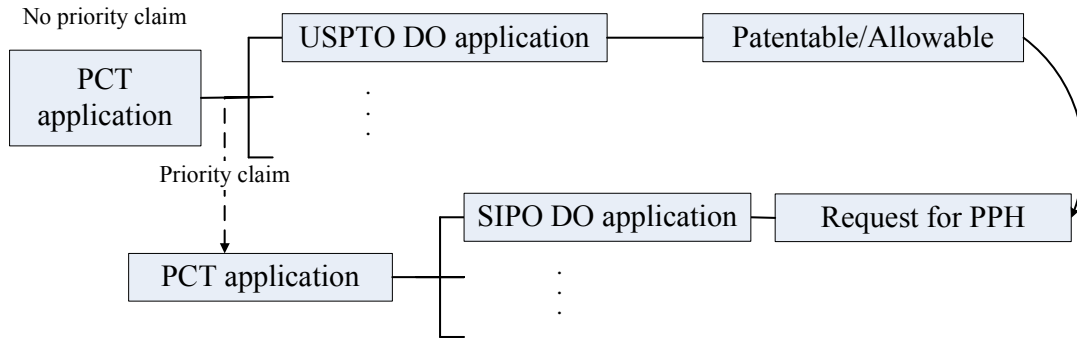 No priority claim
USPTO DO application
Patentable/Allowable
PCT
application
Priority claim
SIPO DO application
Request for PPH
PCT application